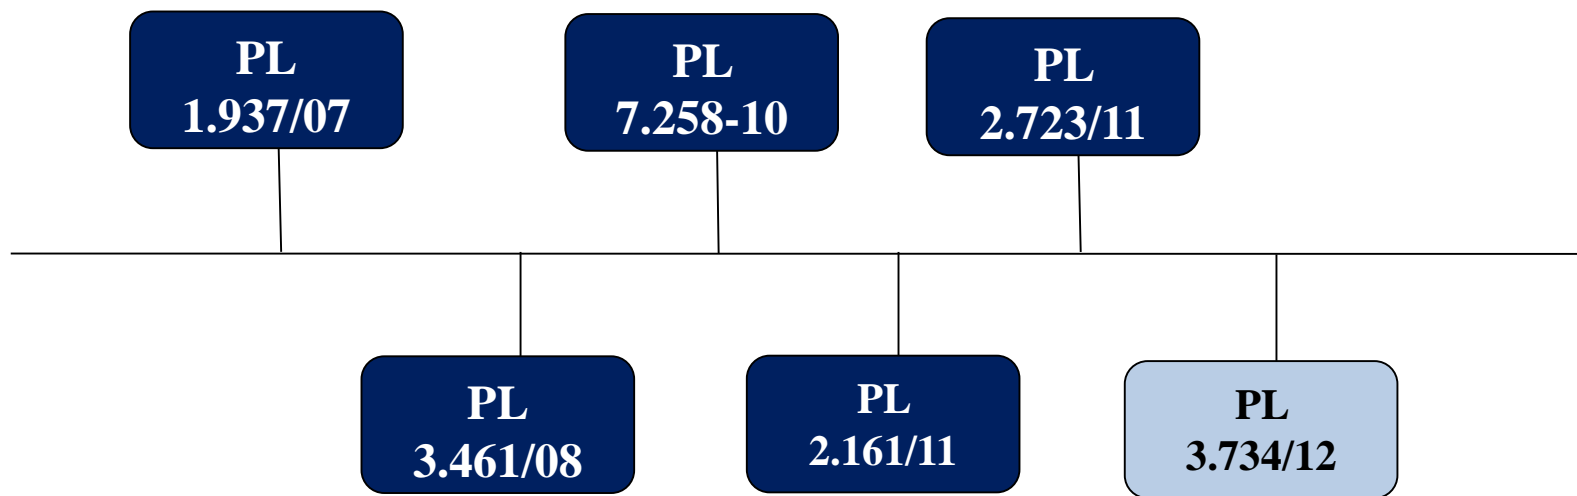 PL
1.937/07
PL
7.258-10
PL
2.723/11
PL
3.461/08
PL
2.161/11
PL
3.734/12